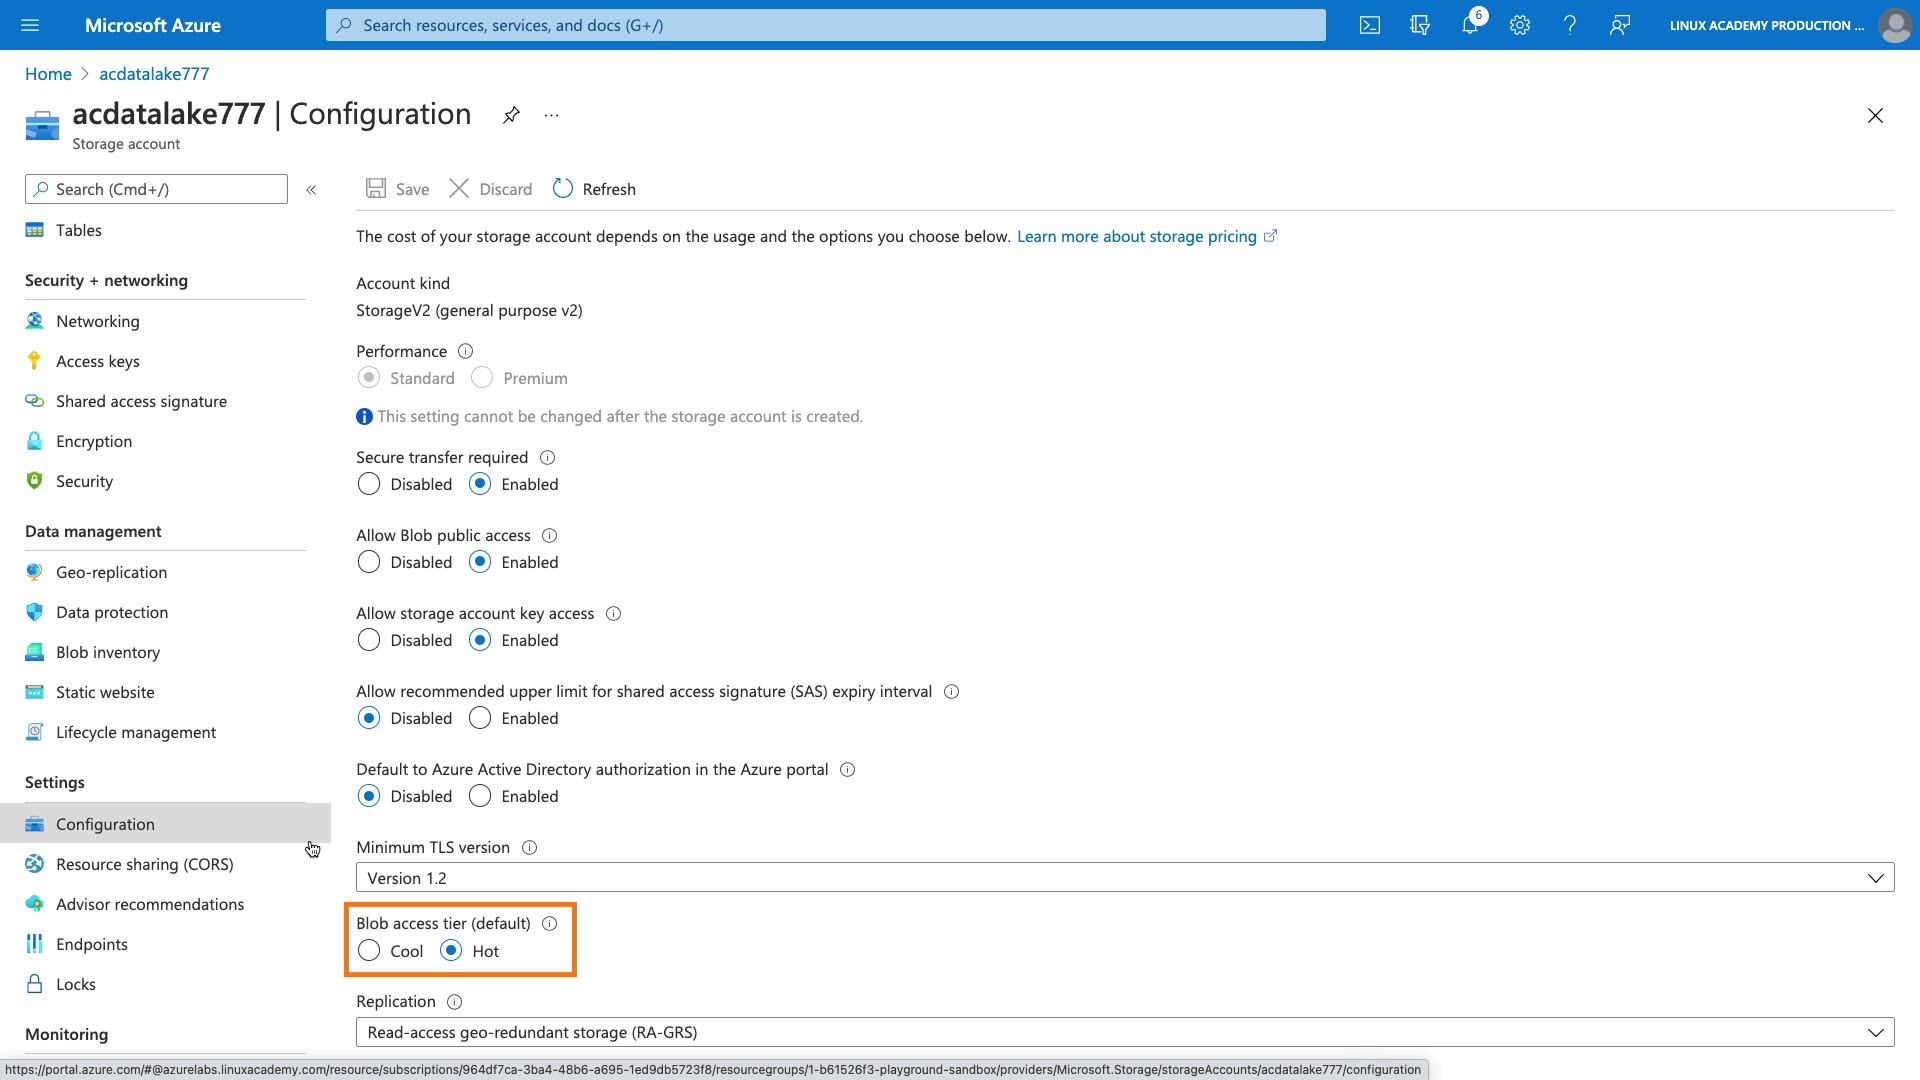 Microsoft Azure
Search resources, services, and docs (G+/)
6
LINUX ACADEMY PRODUCTION ...
Home > acdatalake777
acdatalake777 | Configuration ...
Storage account
Search (Cmd+/)
«
Tables
Security + networking
Networking
Access keys
Shared access signature
Encryption
Security
Data management
Geo-replication
Data protection
Blob inventory
Static website
Lifecycle management
Settings
Configuration
Resource sharing (CORS)
Advisor recommendations
Endpoints
Locks
Monitoring
Save Discard Refresh
The cost of your storage account depends on the usage and the options you choose below. Learn more about storage pricing
Account kind
StorageV2 (general purpose v2)
Performance
Standard Premium
This setting cannot be changed after the storage account is created.
Secure transfer required
Disabled Enabled
Allow Blob public access
Disabled Enabled
Allow storage account key access
Disabled Enabled
Allow recommended upper limit for shared access signature (SAS) expiry interval
Disabled Enabled
Default to Azure Active Directory authorization in the Azure portal
Disabled Enabled
Minimum TLS version
Version 1.2
Blob access tier (default)
Cool Hot
Replication
Read-access geo-redundant storage (RA-GRS)
https://portal.azure.com/#@azurelabs.linuxacademy.com/resource/subscriptions/964df7ca-3ba4-48b6-a695-1ed9db5723f8/resourcegroups/1-b61526f3-playground-sandbox/providers/Microsoft.Storage/storageAccounts/acdatalake777/configuration